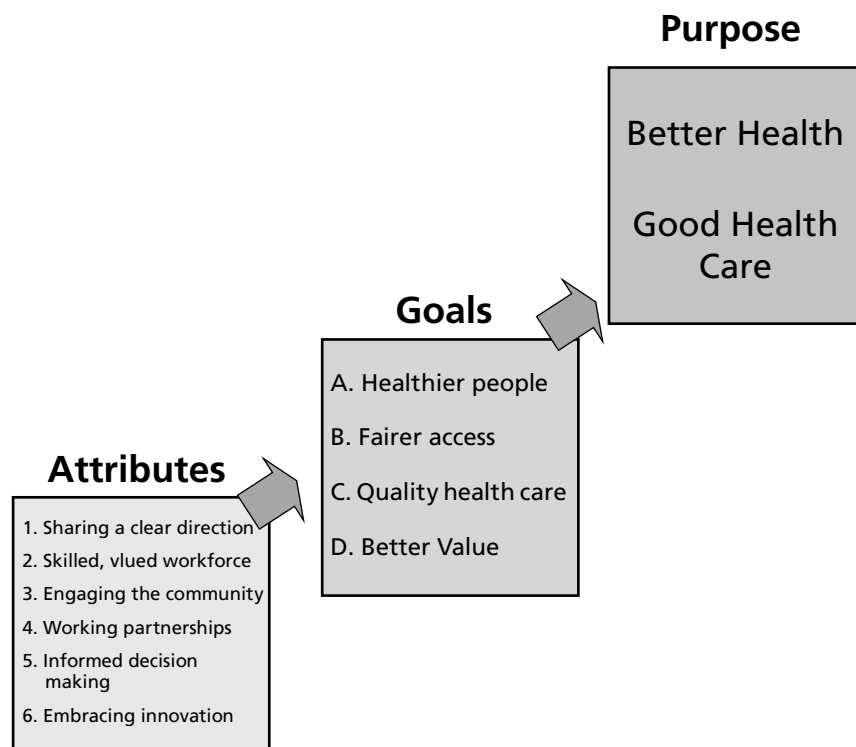 Purpose
Better Health
Good Health
Care
Goals
A. Healthier people
B. Fairer access
C. Quality health care
D. Better Value
Attributes
1. Sharing a clear direction
2. Skilled, vlued workforce
3. Engaging the community
4. Working partnerships
5. Informed decision
making
6. Embracing innovation